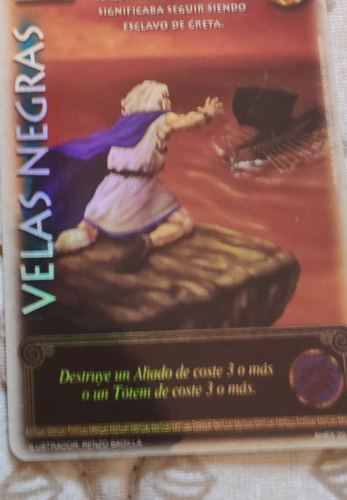 SIGNIFICABA SEGUIR SIENDO
ESCLAVO DE CRETA.
VELAS NEGRAS
Destruye un Aliado de coste 3 o más
o un Tótem de coste 3 o más.
ILUSTRADOR: RENZO BADILLA